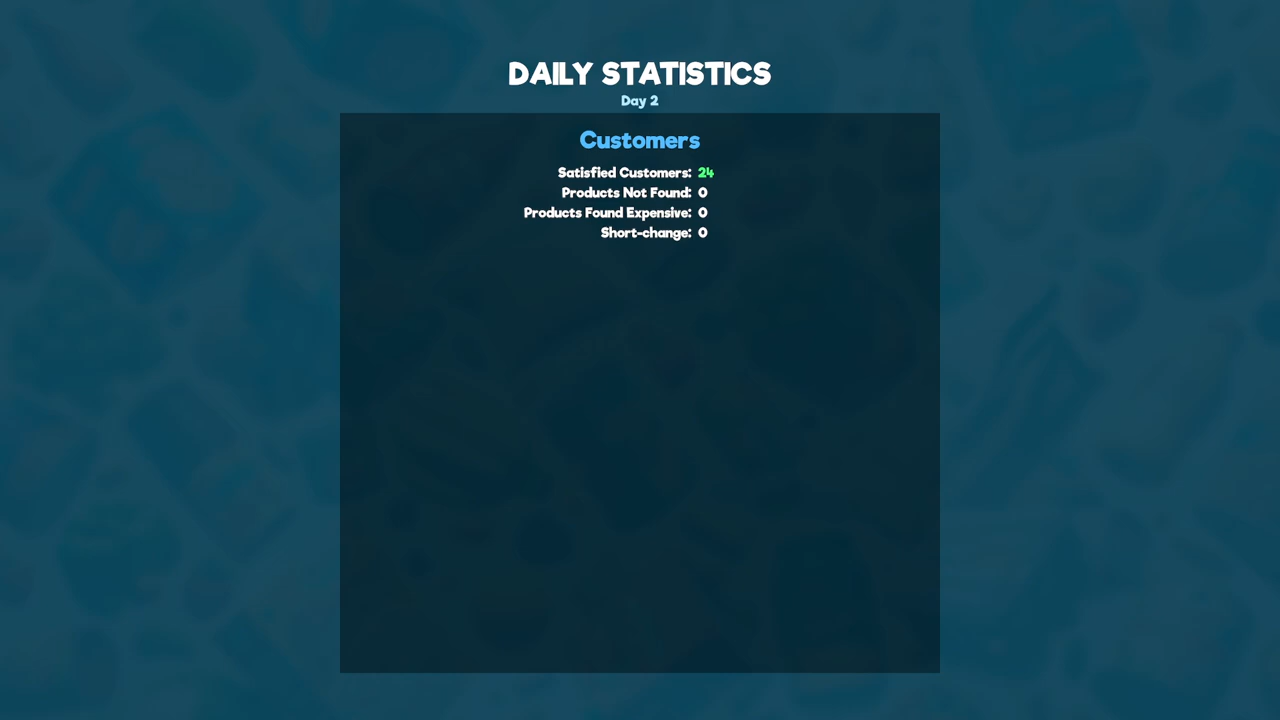 DAILY STATISTICS
Day 2
Customers
Satisfied Customers: 24
Products Not Found: 0
Products Found Expensive: 0
Short-change: 0